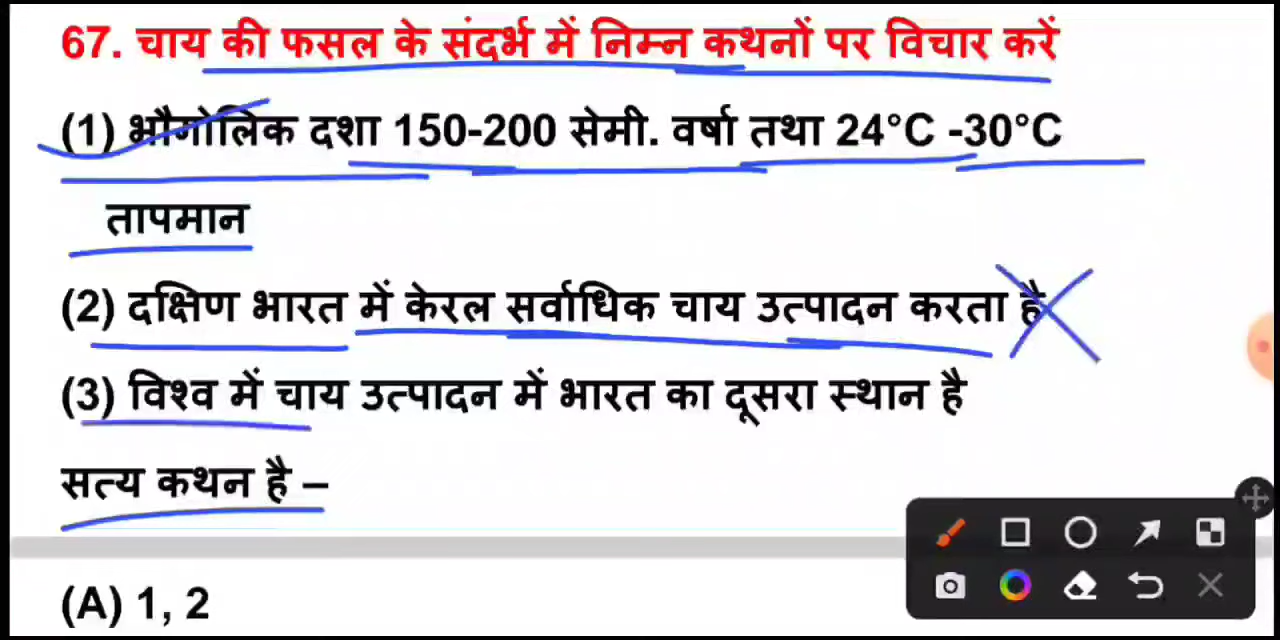 67. चाय की फसल के संदर्भ में निम्न कथनों पर विचार करें
(1) भौगोलिक दशा 150-200 सेमी. वर्षा तथा 24°C -30°C
तापमान
(2) दक्षिण भारत में केरल सर्वाधिक चाय उत्पादन करता है
(3) विश्व में चाय उत्पादन में भारत का दूसरा स्थान है
सत्य कथन है –
(A) 1, 2